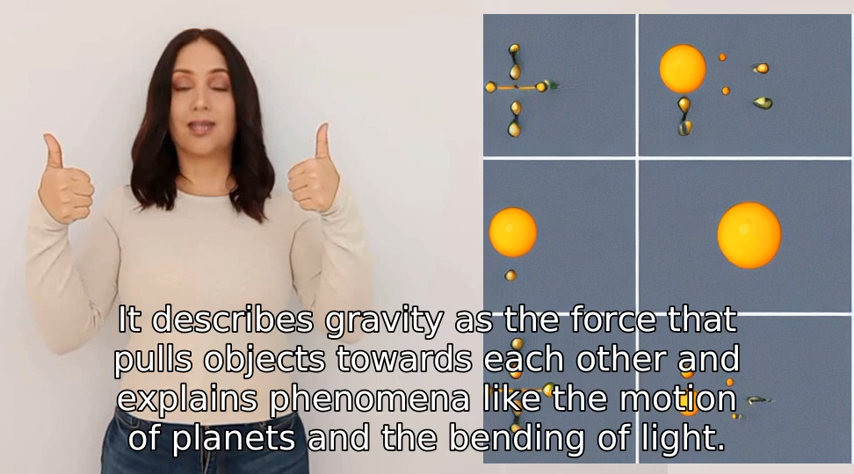 It describes gravity as the force that
pulls objects towards each other and
explains phenomena like the motion
of planets and the bending of light.